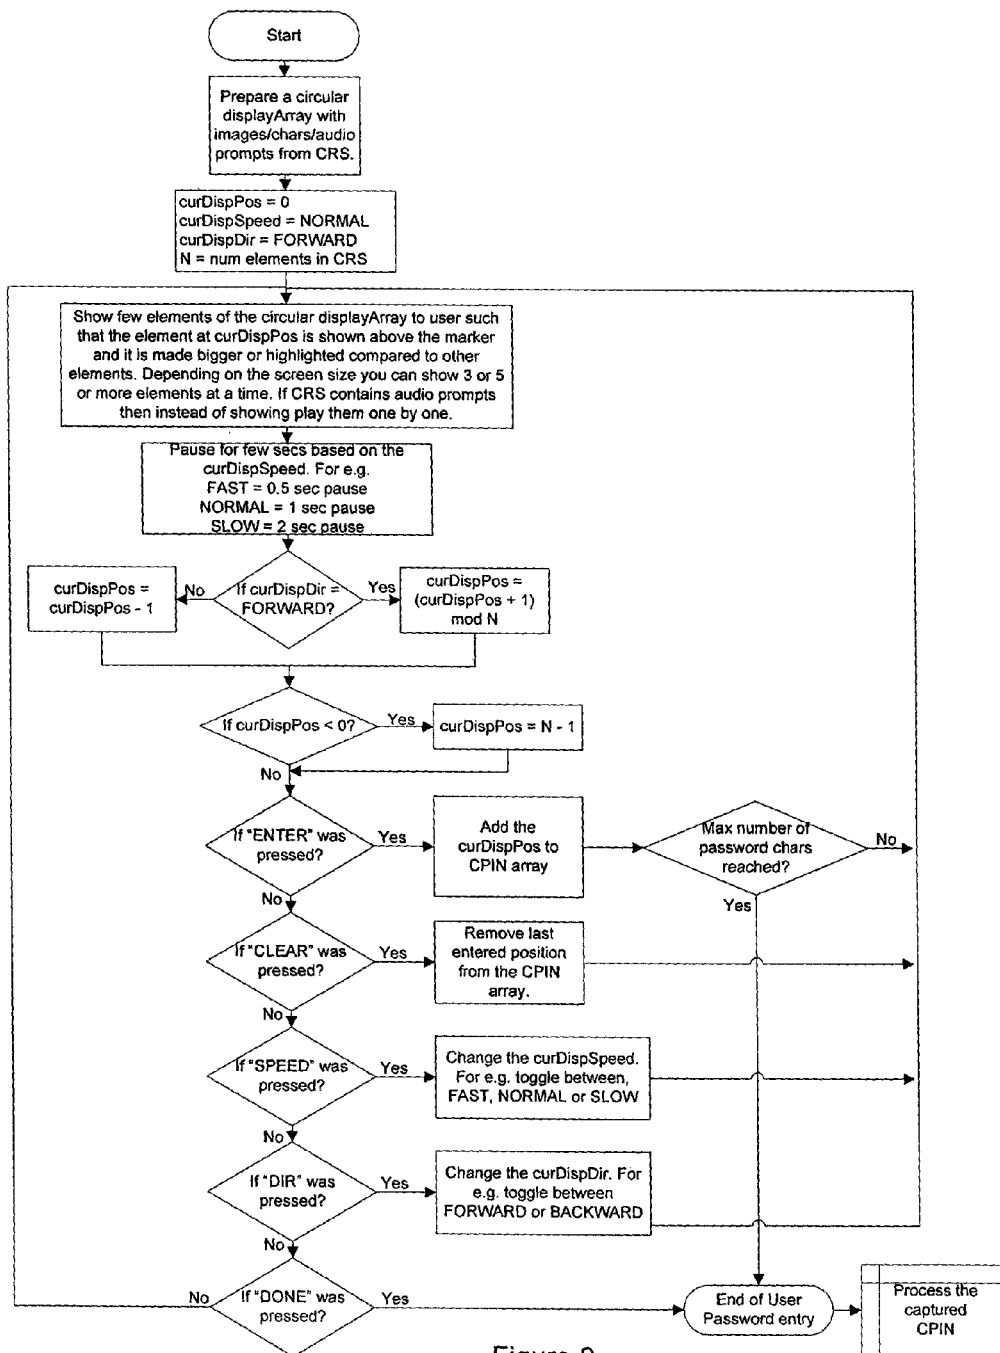 Start
Prepare a circular
displayArray with
images/chars/audio
prompts from CRS.
curDispPos = 0
curDispSpeed = NORMAL
curDispDir = FORWARD
N = num elements in CRS
Show few elements of the circular displayArray to user such
that the element at curDispPos is shown above the marker
and it is made bigger or highlighted compared to other
elements. Depending on the screen size you can show 3 or 5
or more elements at a time. If CRS contains audio prompts
then instead of showing play them one by one.
Pause for few secs based on the
curDispSpeed. For e.g.
FAST = 0.5 sec pause
NORMAL = 1 sec pause
SLOW = 2 sec pause
curDispPos =
curDispPos - 1
No
If curDispDir =
FORWARD?
Yes
curDispPos =
(curDispPos + 1)
mod N
If curDispPos < 0?
Yes
curDispPos = N - 1
No
If "ENTER" was
pressed?
Yes
Add the
curDispPos to
CPIN array
Max number of
password chars
reached?
No
Yes
No
If "CLEAR" was
pressed?
Yes
Remove last
entered position
from the CPIN
array.
No
If "SPEED" was
pressed?
Yes
Change the curDispSpeed.
For e.g. toggle between,
FAST, NORMAL or SLOW
No
If "DIR" was
pressed?
Yes
Change the curDispDir. For
e.g. toggle between
FORWARD or BACKWARD
No
No
If "DONE" was
pressed?
Yes
End of User
Password entry
Process the
captured
CPIN
Figure 9